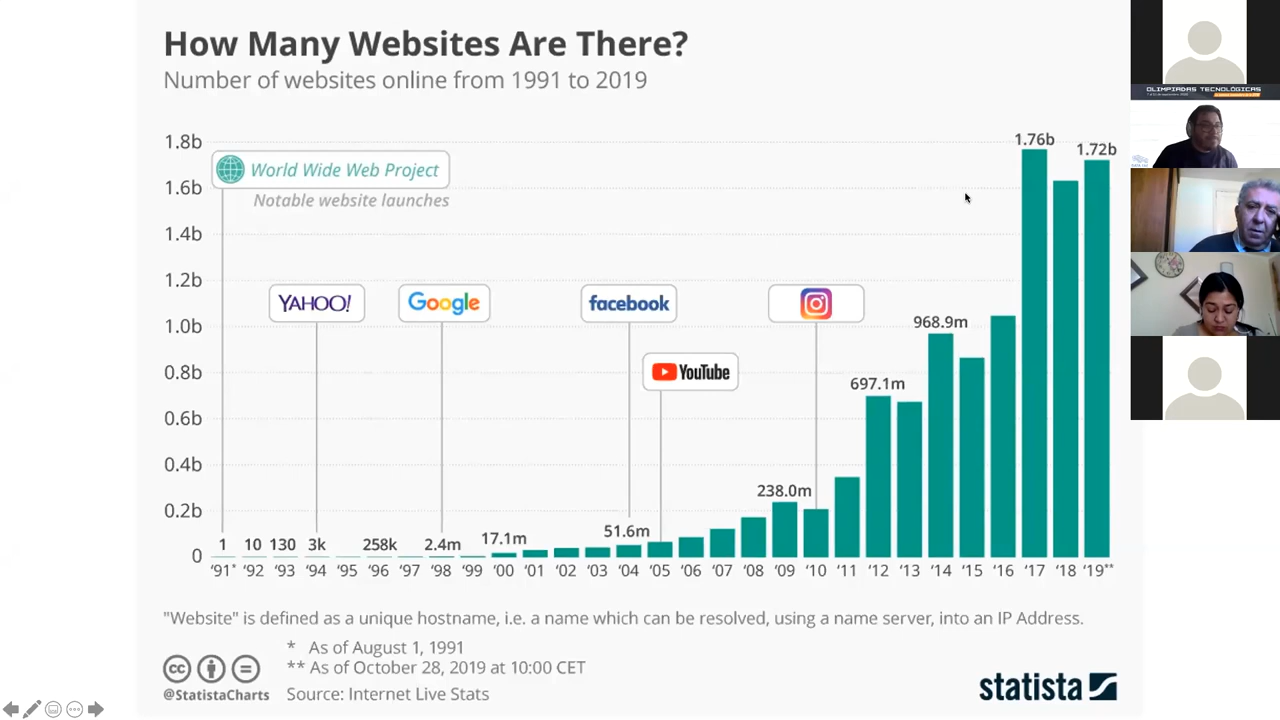 How Many Websites Are There?
Number of websites online from 1991 to 2019
1.8b
1.6b
1.4b
1.2b
1.0b
0.8b
0.6b
0.4b
0.2b
0
World Wide Web Project
Notable website launches
YAHOO!
Google
facebook
YouTube
1
10
130
3k
258k
2.4m
17.1m
51.6m
238.0m
697.1m
968.9m
1.76b
1.72b
‘91* ‘92 ‘93 ‘94 ‘95 ‘96 ‘97 ‘98 ‘99 ‘00 ‘01 ‘02 ‘03 ‘04 ‘05 ‘06 ‘07 ‘08 ‘09 ‘10 ‘11 ‘12 ‘13 ‘14 ‘15 ‘16 ‘17 ‘18 ‘19**
"Website" is defined as a unique hostname, i.e. a name which can be resolved, using a name server, into an IP Address.
* As of August 1, 1991
** As of October 28, 2019 at 10:00 CET
Source: Internet Live Stats
cc
@StatistaCharts
statista
OLIMPIADAS TECNOLÓGICAS